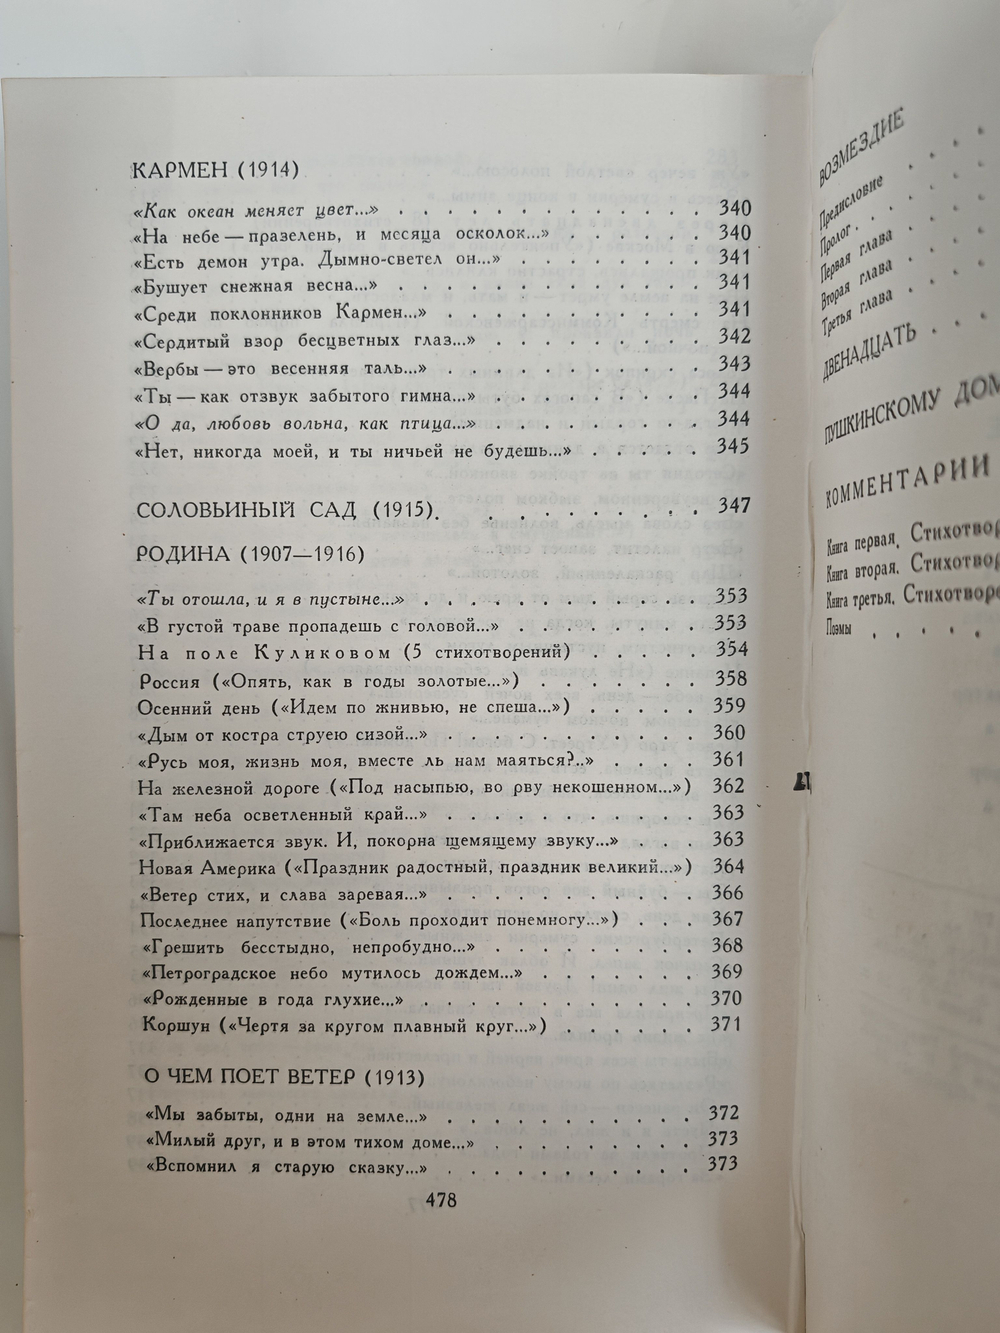 КАРМЕН (1914)
«Как океан меняет цвет...» . . . . . . . . . . . . . 340
«На небе — празелень, и месяца осколок...» . . . . . . 340
«Есть демон утра. Дымно-светел он...» . . . . . . . . 341
«Бушует снежная весна...» . . . . . . . . . . . . . 341
«Среди поклонников Кармен...» . . . . . . . . . . . 341
«Сердитый взор бесцветных глаз...» . . . . . . . . . 342
«Вербы — это весенняя таль...» . . . . . . . . . . . 343
«Ты — как отзвук забытого гимна...» . . . . . . . . . 344
«О да, любовь вольна, как птица...» . . . . . . . . . 344
«Нет, никогда моей, и ты ничьей не будешь...» . . . . . 345
СОЛОВЬИНЫЙ САД (1915). . . . . . . . . . 347
РОДИНА (1907—1916)
«Ты отошла, и я в пустыне...» . . . . . . . . . . . . 353
«В густой траве пропадешь с головой...» . . . . . . . . 353
На поле Куликовом (5 стихотворений) . . . . . 354
Россия («Опять, как в годы золотые...») . . . . . . . 358
Осенний день («Идем по жнивью, не спеша...») . . . . . 359
«Дым от костра струею сизой...» . . . . . . . . . . . 360
«Русь моя, жизнь моя, вместе ль нам маяться?..» . . . . 361
На железной дороге («Под насыпью, во рву некошенном...») 362
«Там неба осветленный край...» . . . . . . . . . . . 363
«Приближается звук. И, покорна щемящему звуку...» . . . 363
Новая Америка («Праздник радостный, праздник великий...») 364
«Ветер стих, и слава заревая...» . . . . . . . . . . . 366
Последнее напутствие («Боль проходит понемногу...») . . . 367
«Грешить бесстыдно, непробудно...» . . . . . . . . . 368
«Петроградское небо мутилось дождем...» . . . . . . . 369
«Рожденные в года глухие...» . . . . . . . . . . . . 370
Коршун («Чертя за кругом плавный круг...») . . . . . . 371
О ЧЕМ ПОЕТ ВЕТЕР (1913)
«Мы забыты, одни на земле...» . . . . . . . . . . . 372
«Милый друг, и в этом тихом доме...» . . . . . . . . . 373
«Вспомнил я старую сказку...» . . . . . . . . . . . 373
478
ВОЗМЕЗДИЕ
Предисловие . . . .
Пролог . . . . .
Первая глава . . .
Вторая глава . . .
Третья глава . . .
ДВЕНАДЦАТЬ . . .
ПУШКИНСКОМУ
КОММЕНТАРИИ
Книга первая.
Книга вторая.
Книга третья.
Поэмы . . . . .